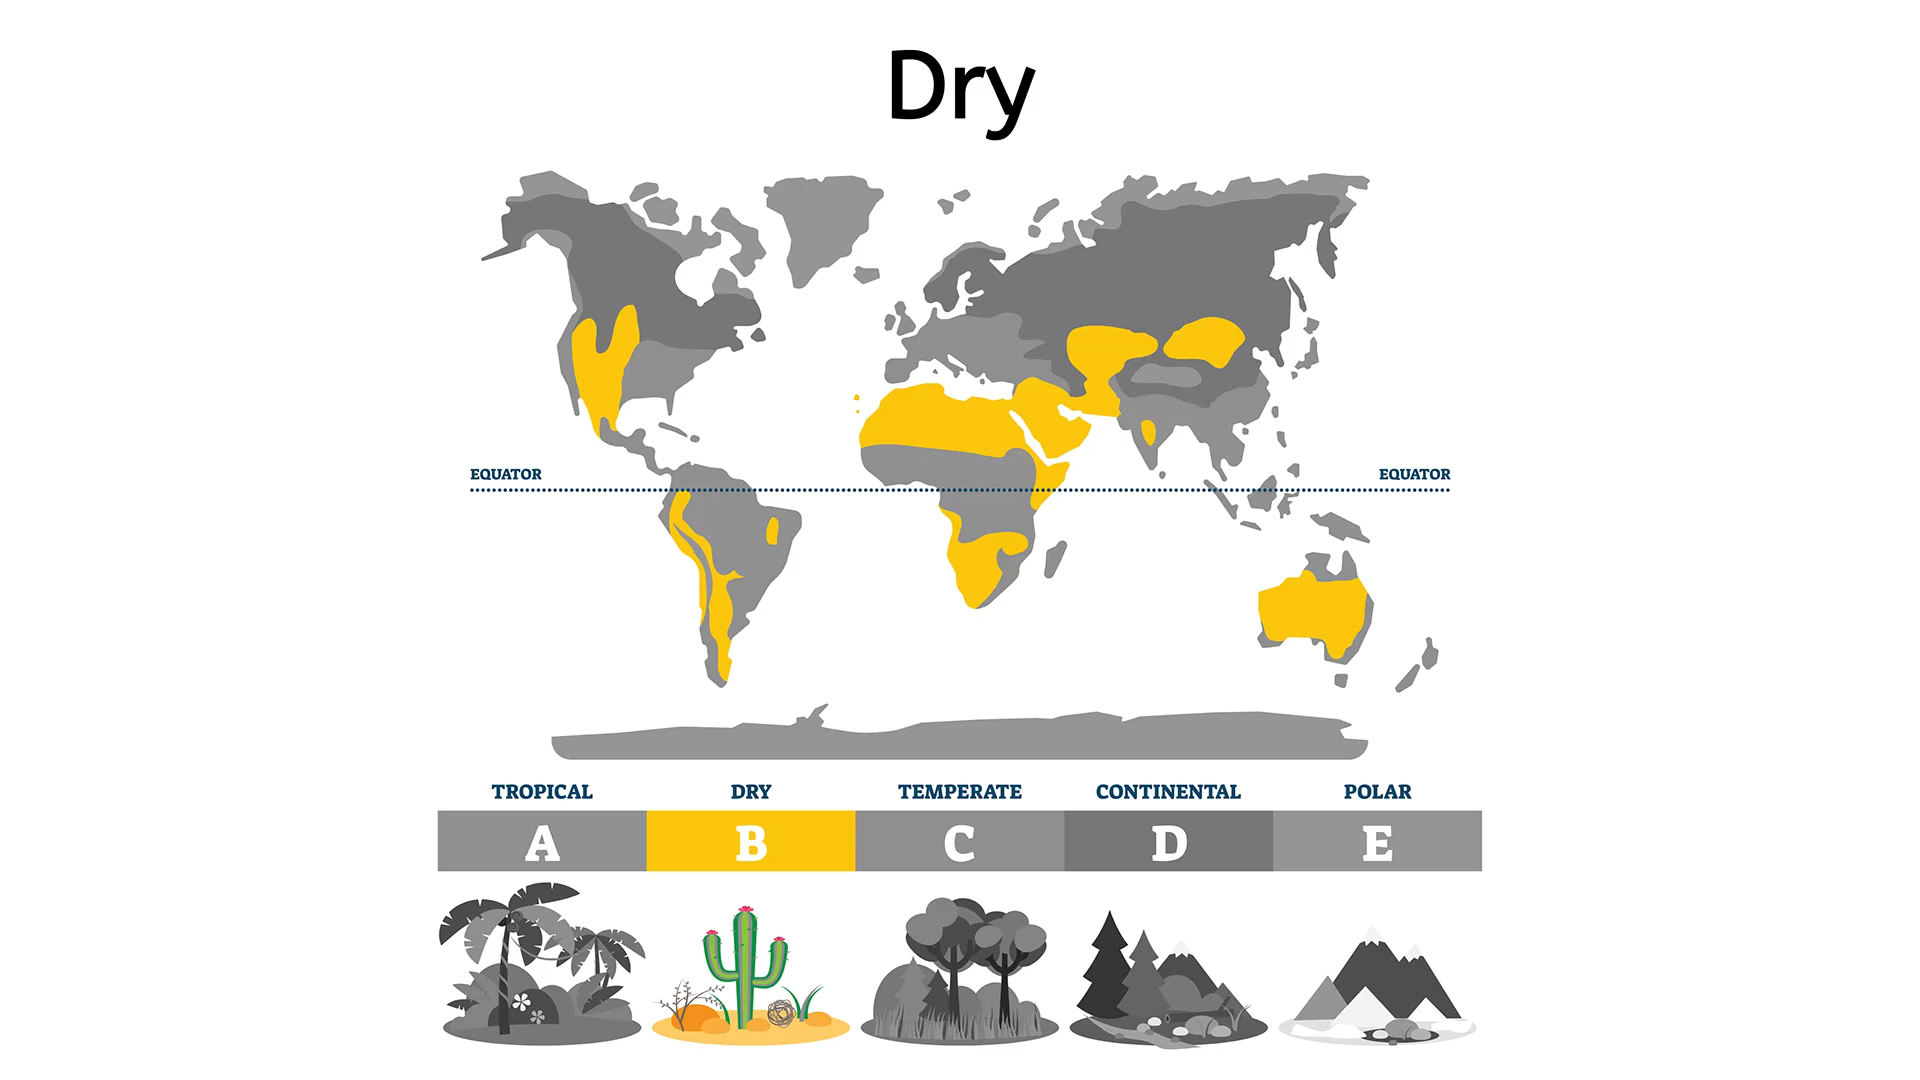 Dry
EQUATOR EQUATOR
TROPICAL DRY TEMPERATE CONTINENTAL POLAR
A B C D E